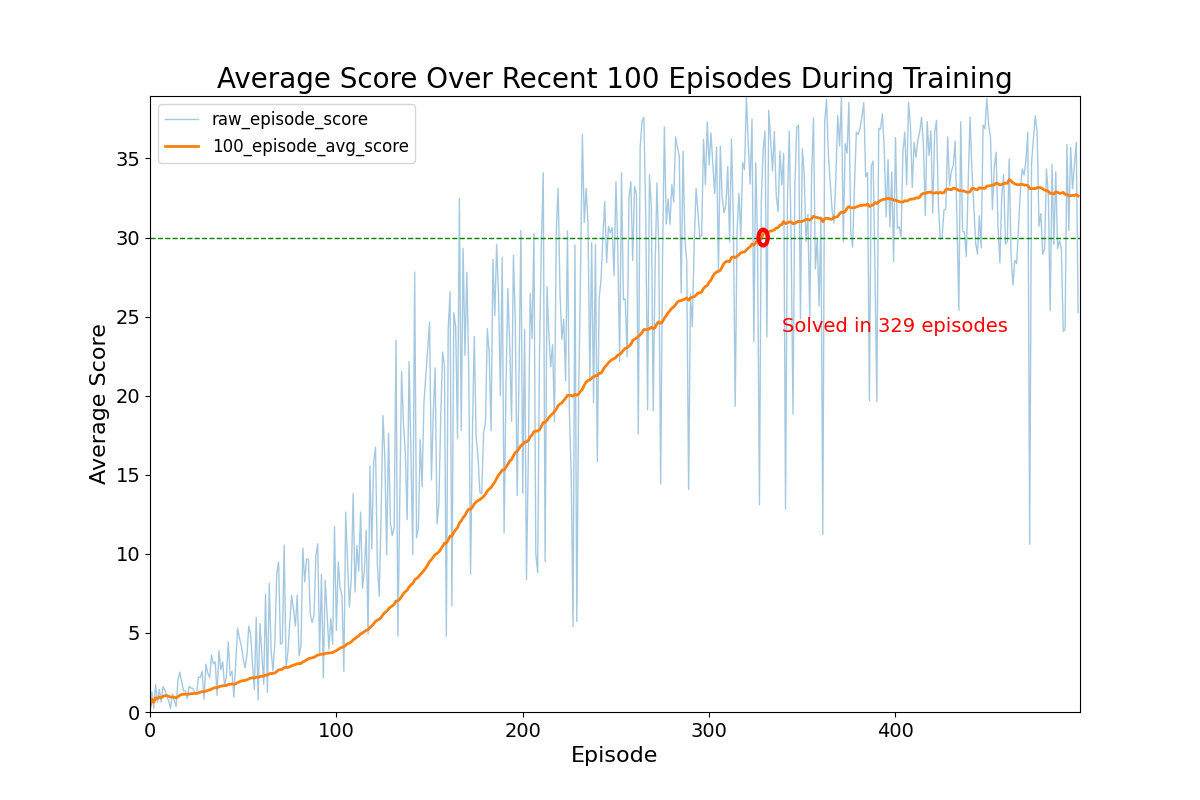 Average Score Over Recent 100 Episodes During Training
raw_episode_score
100_episode_avg_score
35
30
25
20
15
10
5
0
Average Score
Solved in 329 episodes
0 100 200 300 400
Episode